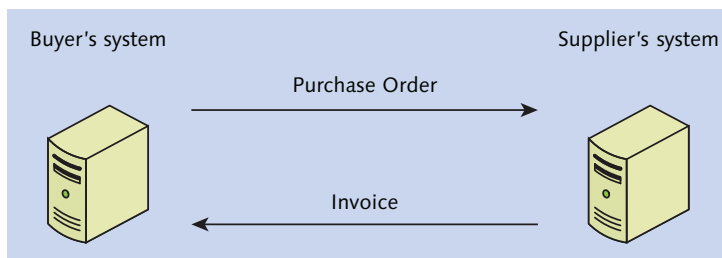 Buyer's system
Supplier's system
Purchase Order
Invoice